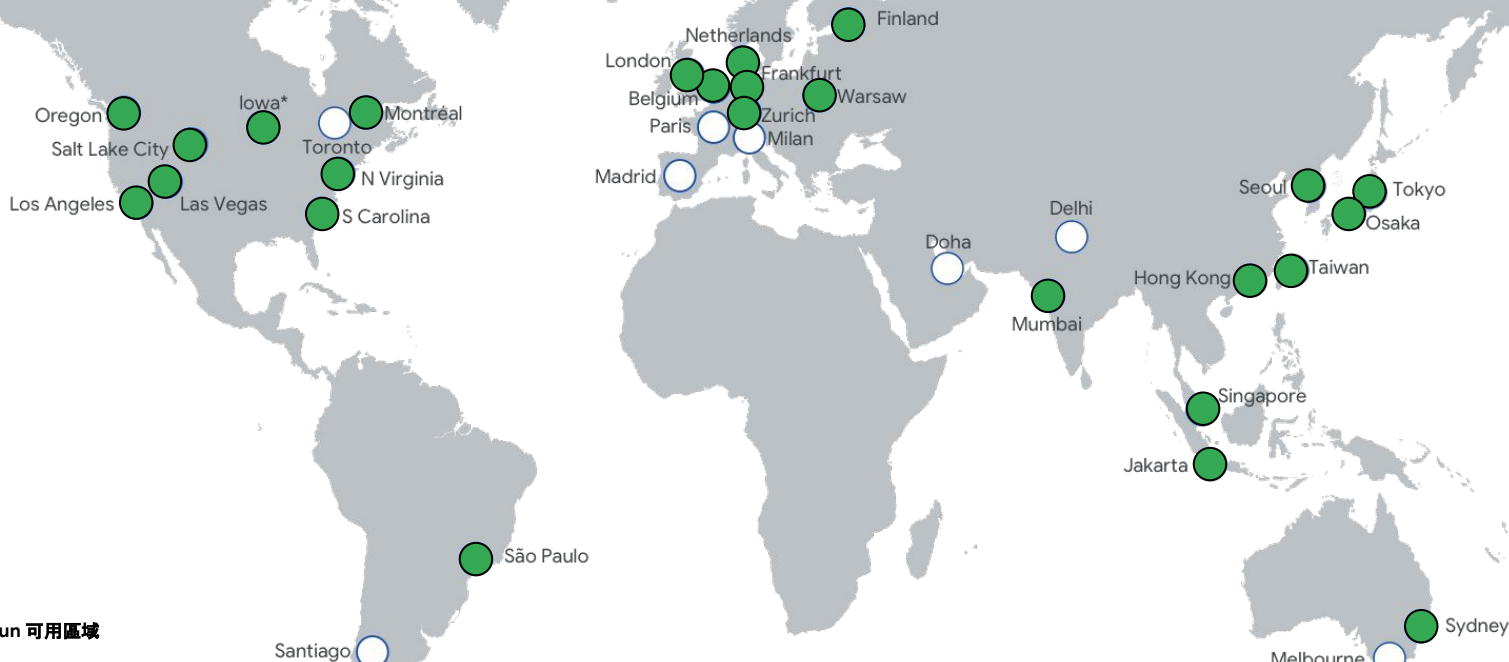 Finland
Netherlands
London
Frankfurt
Belgium
Warsaw
Iowa*
Oregon
Montréal
Zurich
Paris
Milan
Toronto
Salt Lake City
Madrid
N Virginia
Seoul
Tokyo
Los Angeles
Las Vegas
S Carolina
Delhi
Osaka
Doha
Taiwan
Hong Kong
Mumbai
Singapore
Jakarta
São Paulo
Sydney
un 可用區域
Santiago
Melbourne